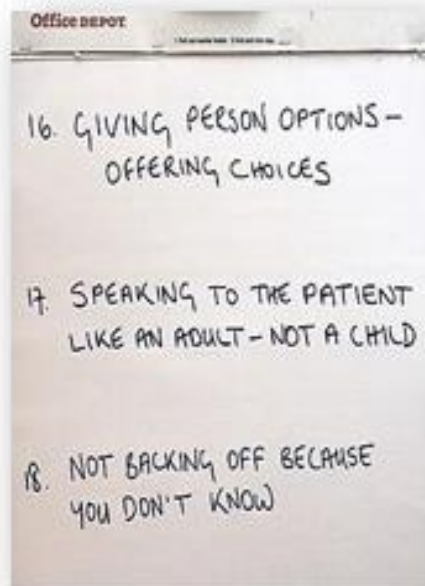 Office DEPOT
16. GIVING PERSON OPTIONS -
OFFERING CHOICES
17. SPEAKING TO THE PATIENT
LIKE AN ADULT - NOT A CHILD
18. NOT BACKING OFF BECAUSE
YOU DON'T KNOW